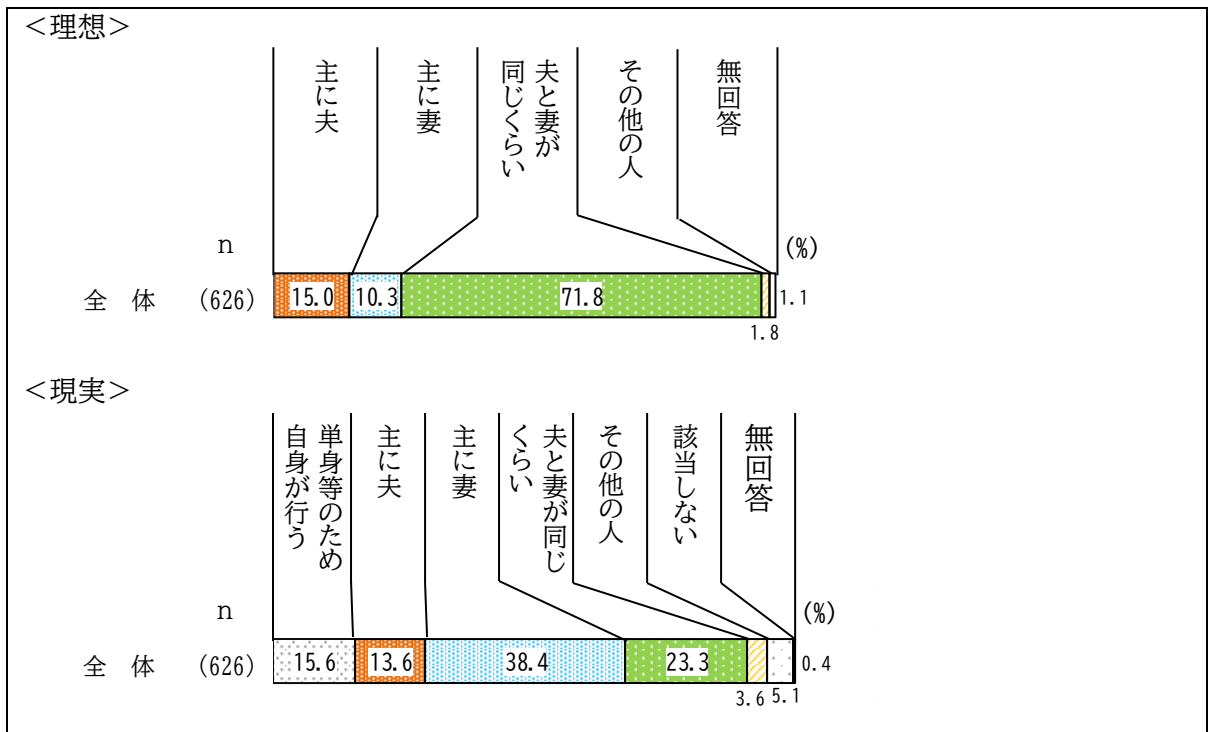 ＜理想＞
主に夫
主に妻
夫と妻が
同じくらい
その他の人
無回答
n
(%)
全 体 (626)
15.0
10.3
71.8
1.8
1.1
＜現実＞
単身等のため
自身が行う
主に夫
主に妻
夫と妻が同じ
くらい
その他の人
該当しない
無回答
n
(%)
全 体 (626)
15.6
13.6
38.4
23.3
3.6
5.1
0.4